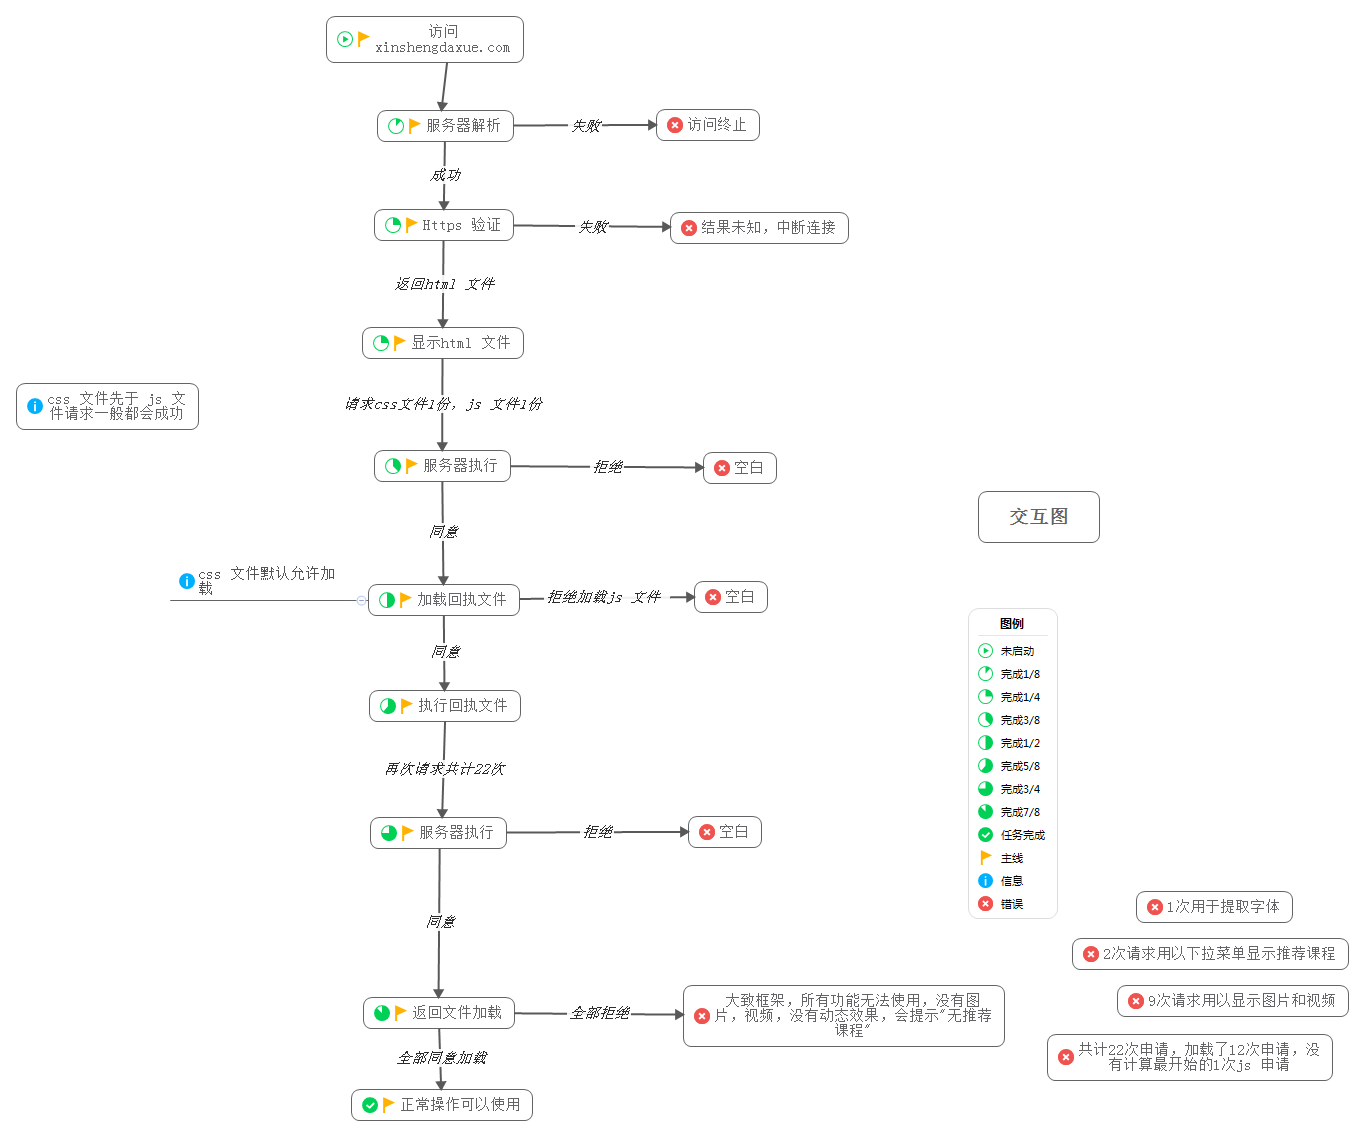 访问
xinshengdaxue.com
服务器解析
失败
访问终止
成功
Https 验证
失败
结果未知，中断连接
返回html 文件
显示html 文件
css 文件先于 js 文
件请求一般都会成功
请求css文件1份，js 文件1份
服务器执行
拒绝
空白
交互图
同意
css 文件默认允许加
载
加载回执文件
拒绝加载js 文件
空白
同意
执行回执文件
再次请求共计22次
服务器执行
拒绝
空白
同意
返回文件加载
全部拒绝
大致框架，所有功能无法使用，没有图
片，视频，没有动态效果，会提示"无推荐
课程"
全部同意加载
正常操作可以使用
图例
未启动
完成1/8
完成1/4
完成3/8
完成1/2
完成5/8
完成3/4
完成7/8
任务完成
主线
信息
错误
1次用于提取字体
2次请求用以下拉菜单显示推荐课程
9次请求用以显示图片和视频
共计22次申请，加载了12次申请，没
有计算最开始的1次js 申请